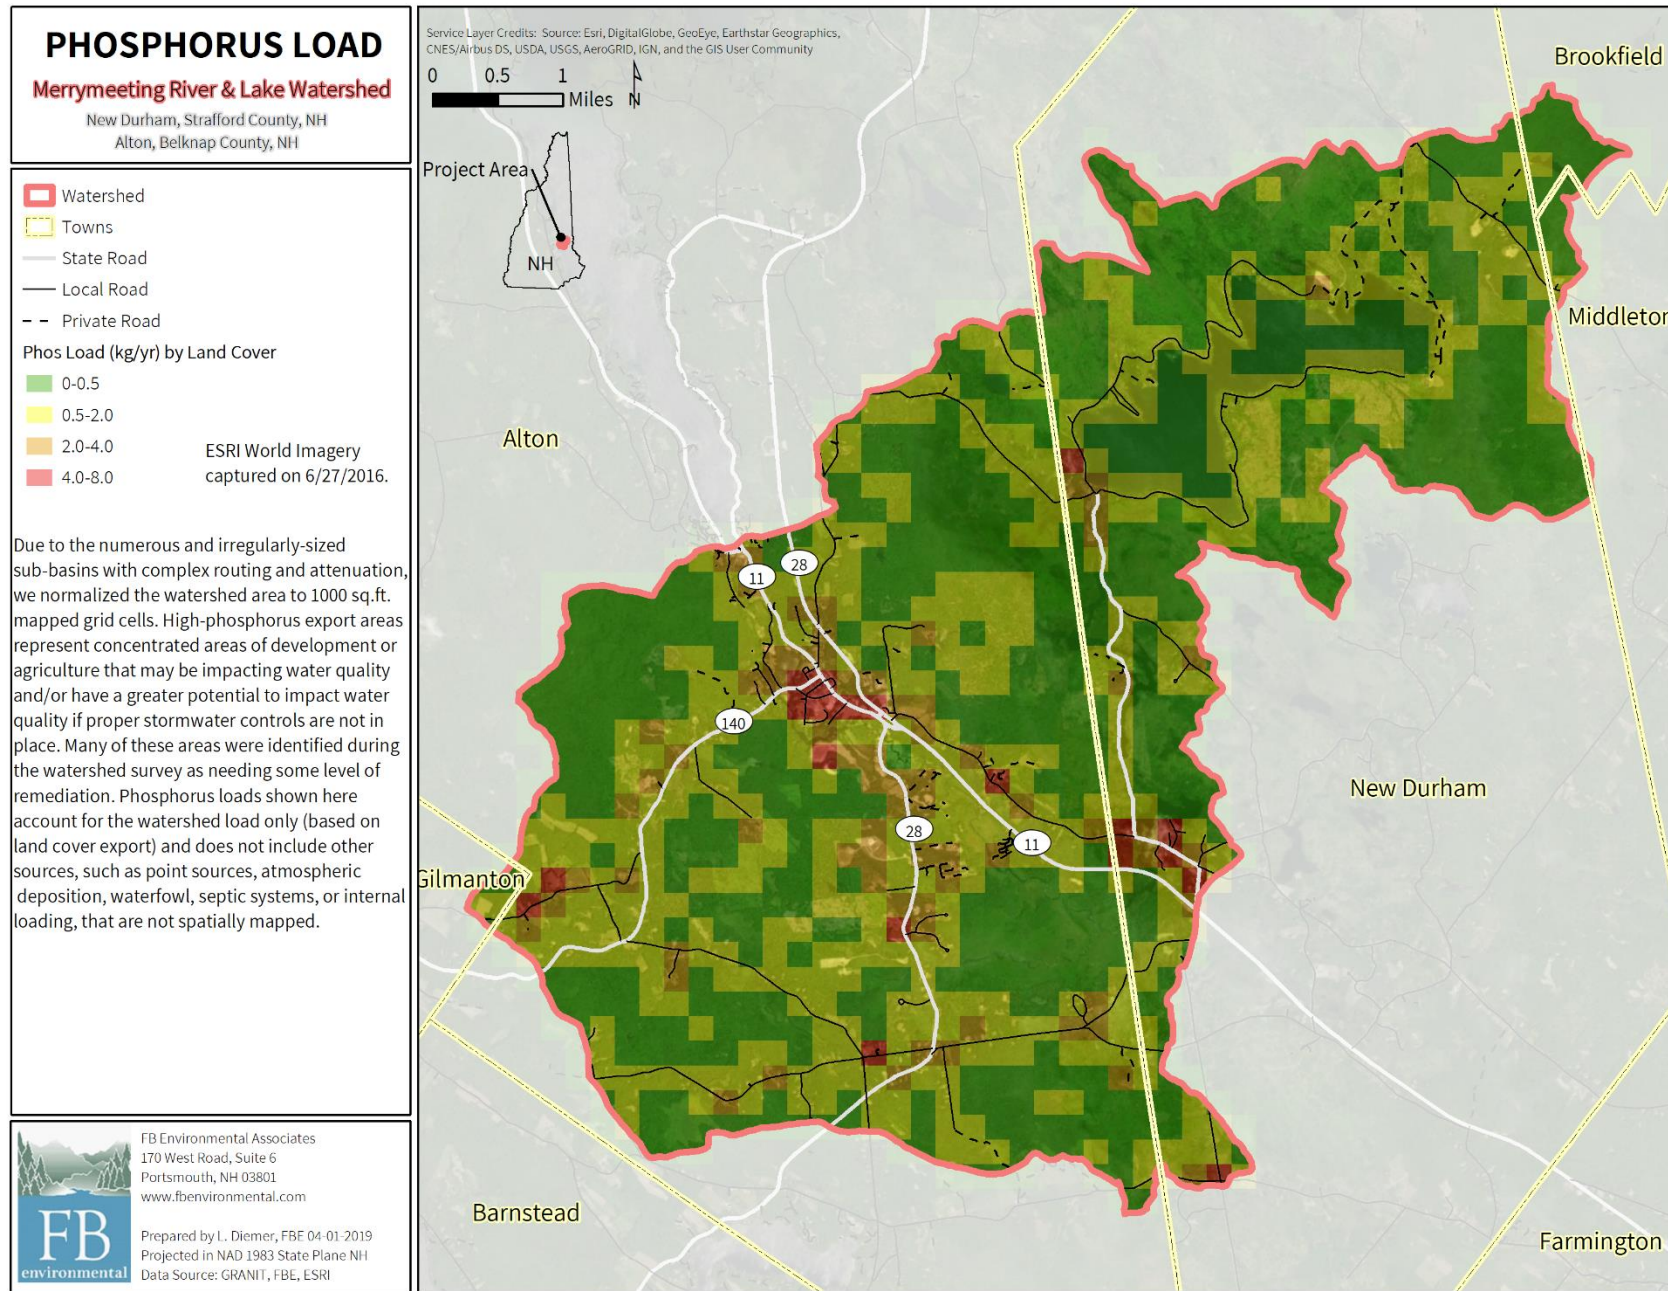 PHOSPHORUS LOAD
Merrymeeting River & Lake Watershed
New Durham, Strafford County, NH
Alton, Belknap County, NH
Watershed
Towns
State Road
Local Road
Private Road
Phos Load (kg/yr) by Land Cover
0-0.5
0.5-2.0
2.0-4.0
4.0-8.0
ESRI World Imagery
captured on 6/27/2016.
Due to the numerous and irregularly-sized
sub-basins with complex routing and attenuation,
we normalized the watershed area to 1000 sq.ft.
mapped grid cells. High-phosphorus export areas
represent concentrated areas of development or
agriculture that may be impacting water quality
and/or have a greater potential to impact water
quality if proper stormwater controls are not in
place. Many of these areas were identified during
the watershed survey as needing some level of
remediation. Phosphorus loads shown here
account for the watershed load only (based on
land cover export) and does not include other
sources, such as point sources, atmospheric
deposition, waterfowl, septic systems, or internal
loading, that are not spatially mapped.
FB
environmental
FB Environmental Associates
170 West Road, Suite 6
Portsmouth, NH 03801
www.fbenvironmental.com
Prepared by L. Diemer, FBE 04-01-2019
Projected in NAD 1983 State Plane NH
Data Source: GRANIT, FBE, ESRI
Service Layer Credits: Source: Esri, DigitalGlobe, GeoEye, Earthstar Geographics,
CNES/Airbus DS, USDA, USGS, AeroGRID, IGN, and the GIS User Community
0 0.5 1
Miles N
Project Area
NH
Brookfield
Middleton
Alton
11
28
140
New Durham
28
11
Gilmanton
Barnstead
Farmington